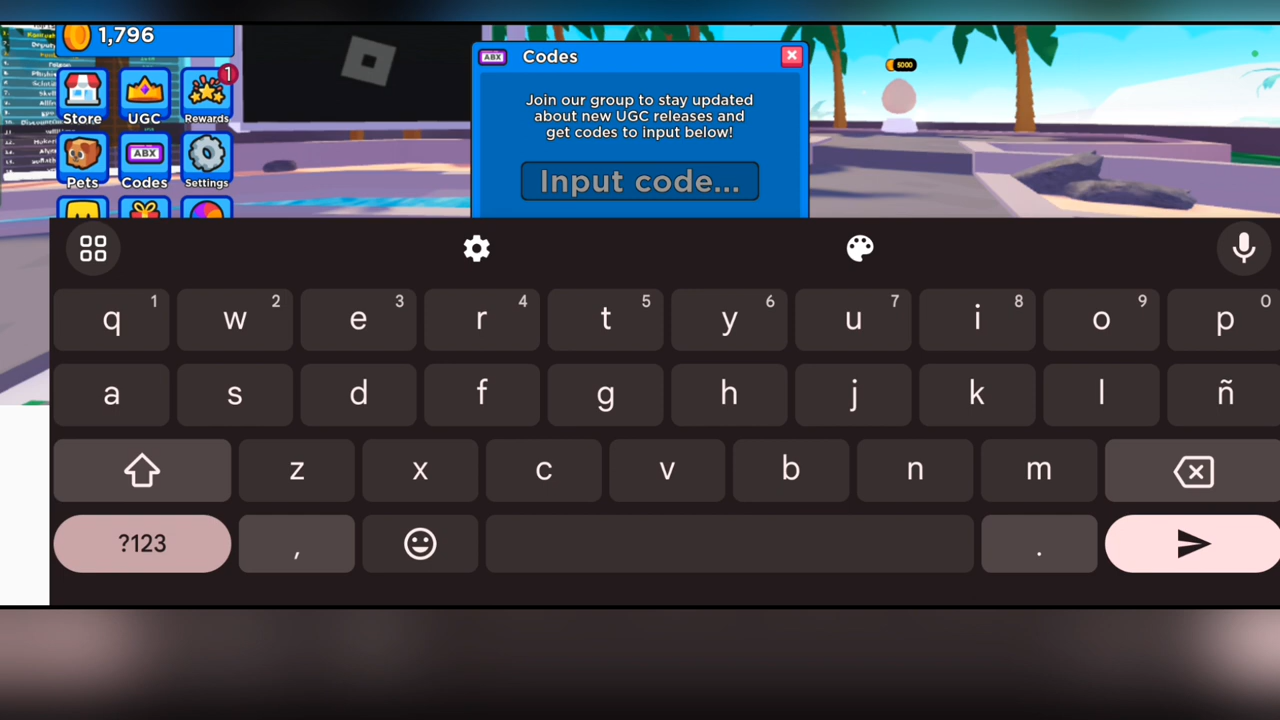 1,796
Store
UGC
1
Rewards
Pets
ABX
Codes
Settings
ABX
Codes
Join our group to stay updated
about new UGC releases and
get codes to input below!
Input code...
5000
q 1 w 2 e 3 r 4 t 5 y 6 u 7 i 8 o 9 p 0
a s d f g h j k l ñ
z x c v b n m
?123 , .